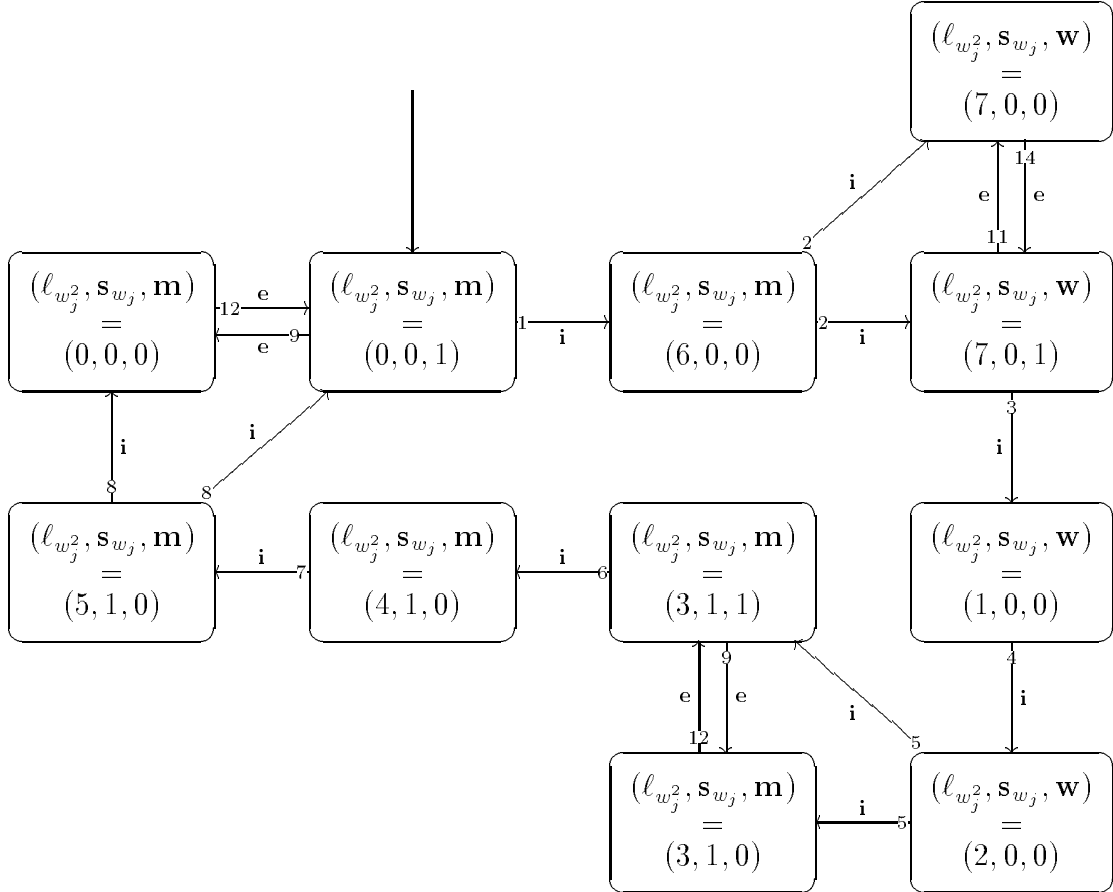 (ℓ_{w_j^2}, s_{w_j}, w)
=
(7, 0, 0)
i
2
14
e
e
11
(ℓ_{w_j^2}, s_{w_j}, m)
=
(0, 0, 0)
12
e
9
e
(ℓ_{w_j^2}, s_{w_j}, m)
=
(0, 0, 1)
1
i
(ℓ_{w_j^2}, s_{w_j}, m)
=
(6, 0, 0)
2
i
(ℓ_{w_j^2}, s_{w_j}, w)
=
(7, 0, 1)
i
8
i
8
3
i
(ℓ_{w_j^2}, s_{w_j}, m)
=
(5, 1, 0)
i
7
(ℓ_{w_j^2}, s_{w_j}, m)
=
(4, 1, 0)
i
6
(ℓ_{w_j^2}, s_{w_j}, m)
=
(3, 1, 1)
(ℓ_{w_j^2}, s_{w_j}, w)
=
(1, 0, 0)
9
e
e
12
i
5
4
i
(ℓ_{w_j^2}, s_{w_j}, m)
=
(3, 1, 0)
i
5
(ℓ_{w_j^2}, s_{w_j}, w)
=
(2, 0, 0)